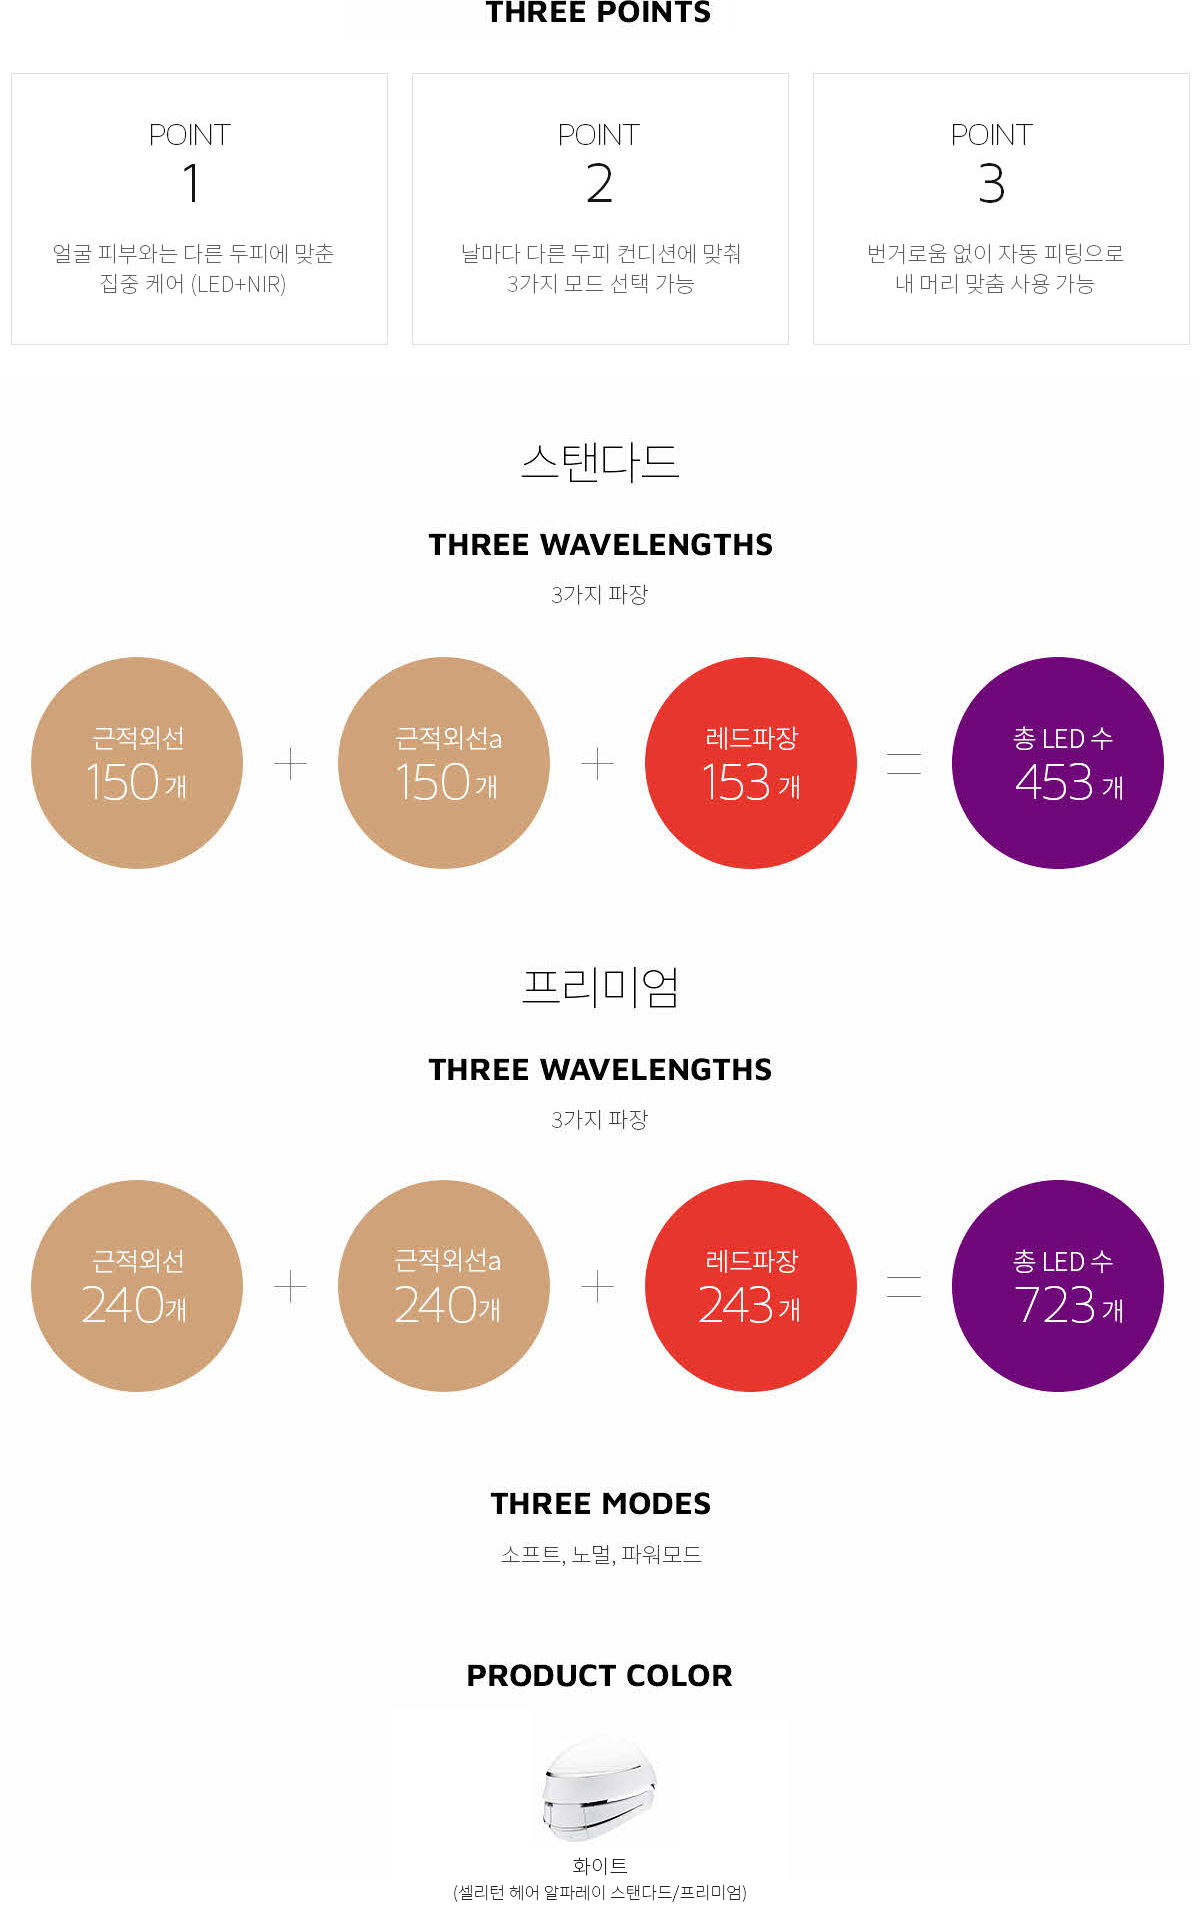 THREE POINTS
POINT
1
얼굴 피부와는 다른 두피에 맞춘
집중 케어 (LED+NIR)
POINT
2
날마다 다른 두피 컨디션에 맞춰
3가지 모드 선택 가능
POINT
3
번거로움 없이 자동 피팅으로
내 머리 맞춤 사용 가능
스탠다드
THREE WAVELENGTHS
3가지 파장
근적외선
150 개
+
근적외선a
150 개
+
레드파장
153 개
=
총 LED 수
453 개
프리미엄
THREE WAVELENGTHS
3가지 파장
근적외선
240개
+
근적외선a
240개
+
레드파장
243 개
=
총 LED 수
723 개
THREE MODES
소프트, 노멀, 파워모드
PRODUCT COLOR
화이트
(셀리턴 헤어 알파레이 스탠다드/프리미엄)